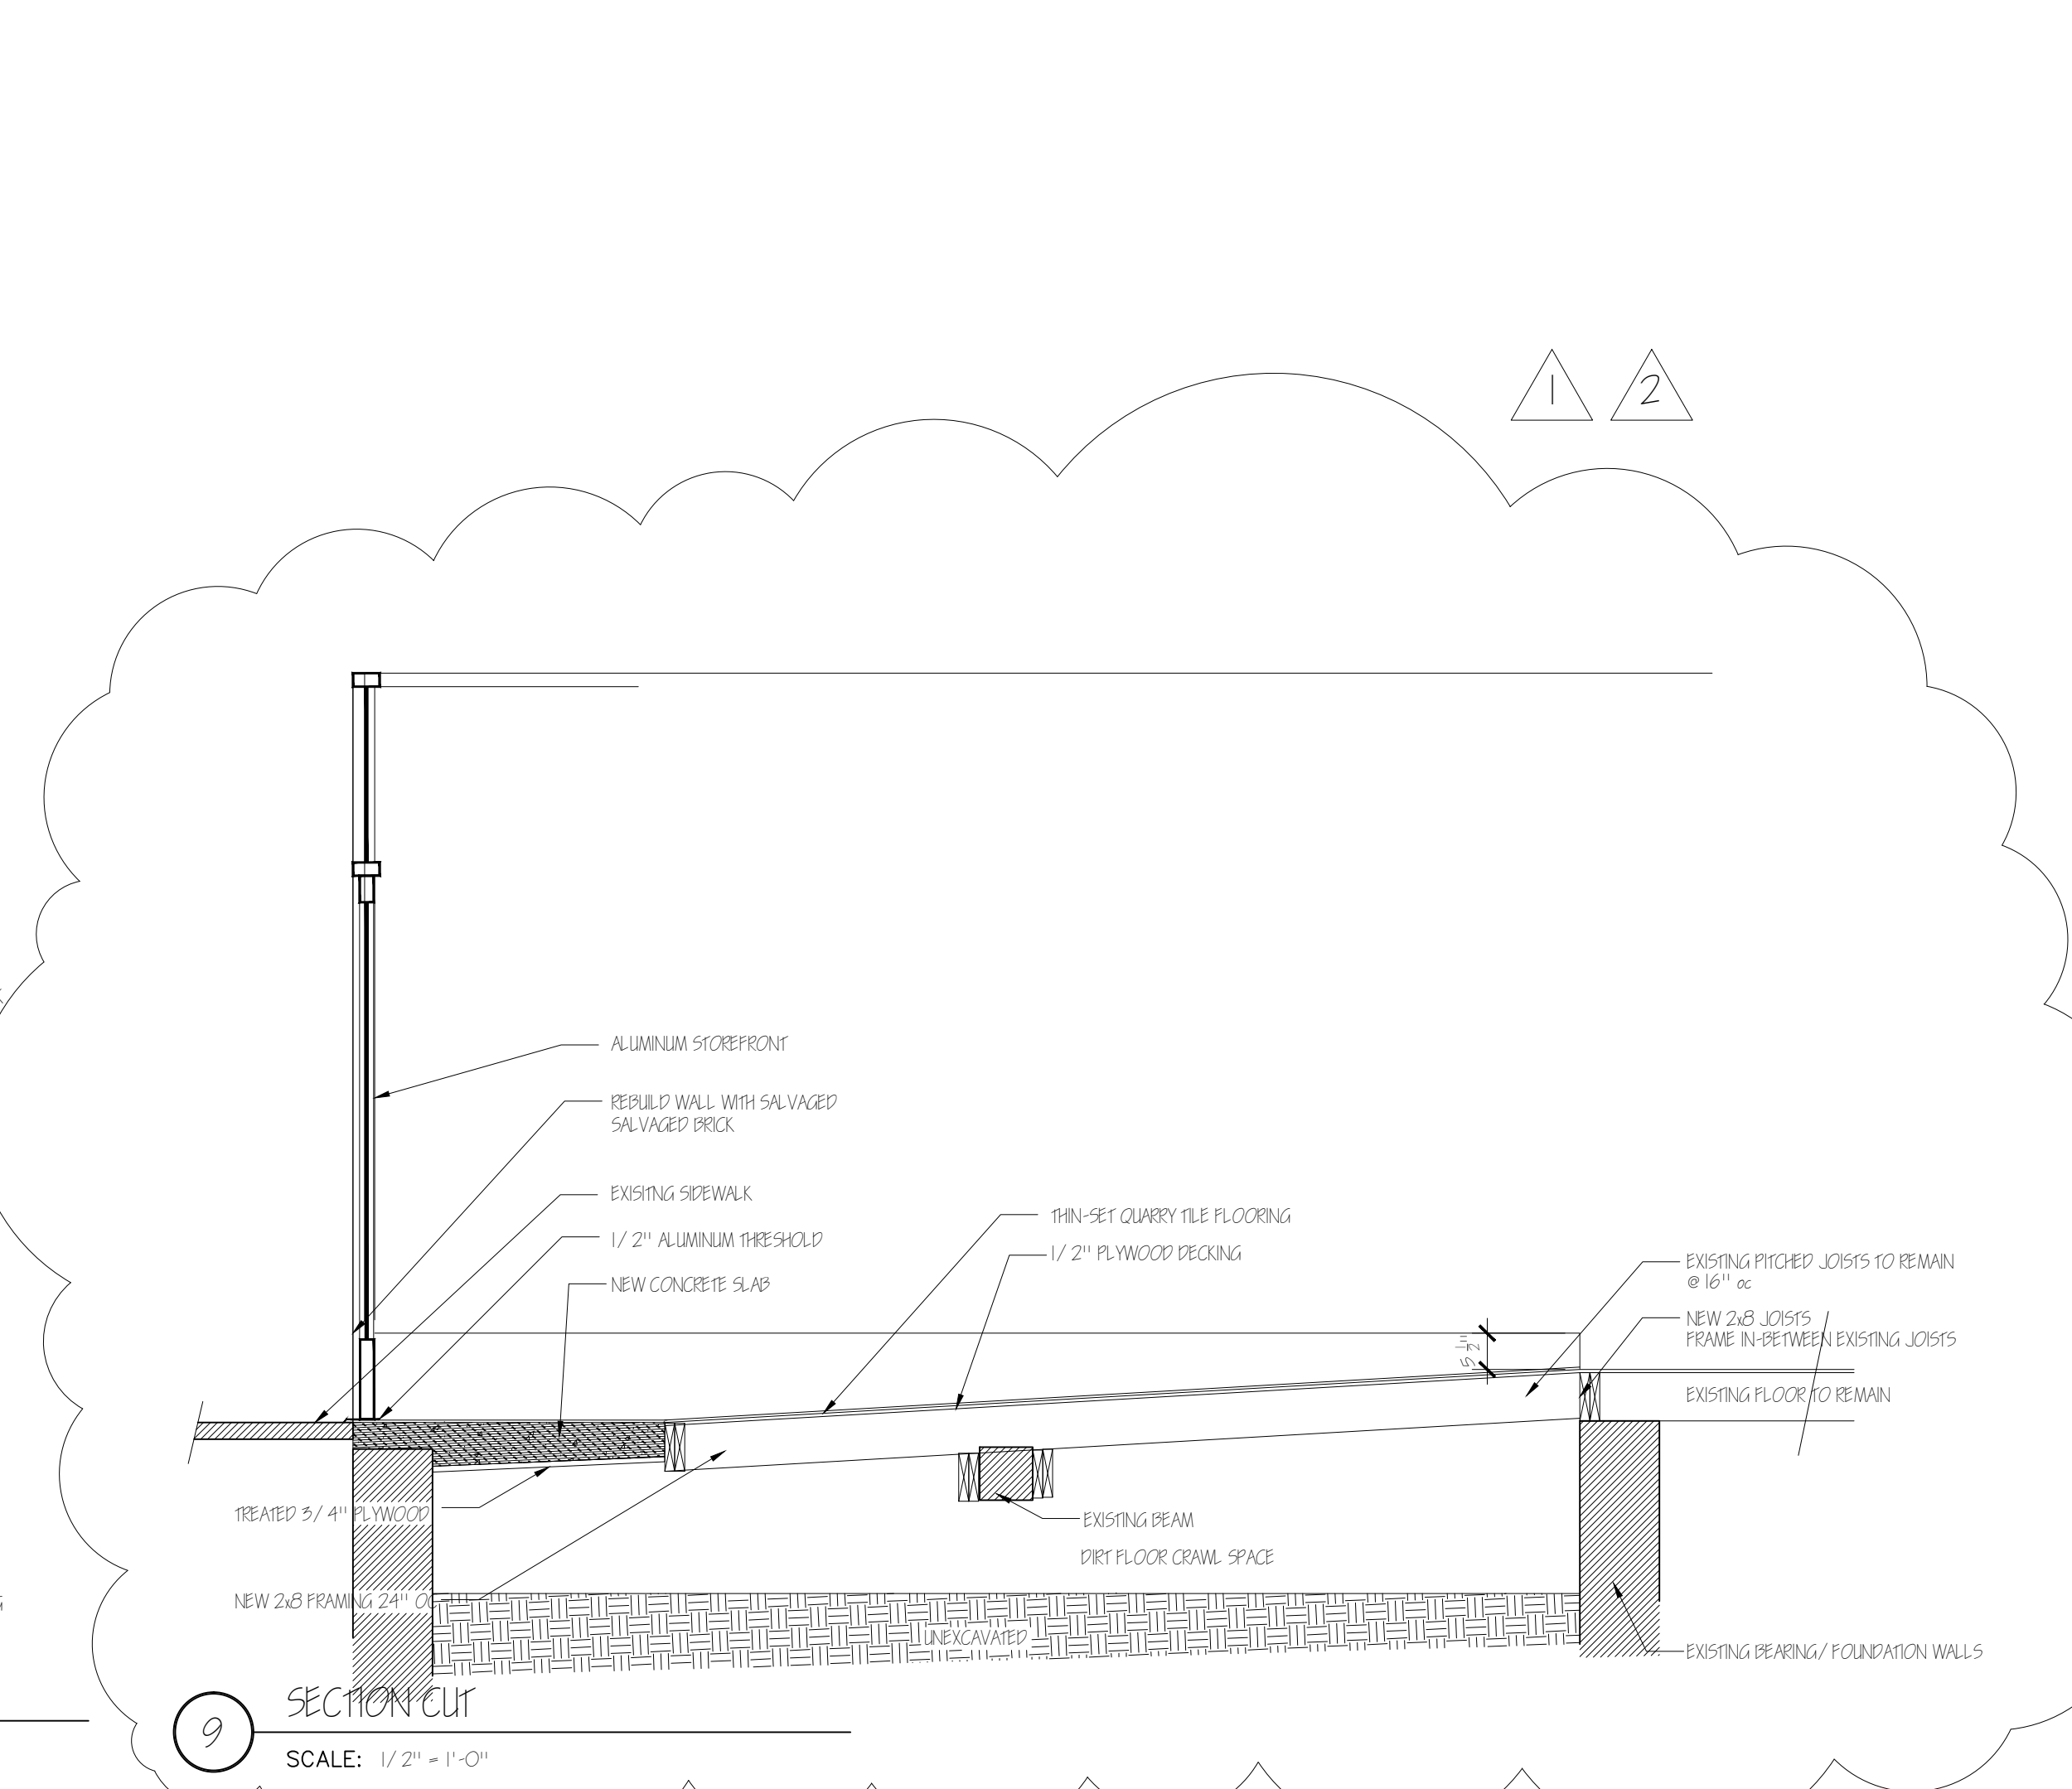 1 2
ALUMINUM STOREFRONT
REBUILD WALL WITH SALVAGED
SALVAGED BRICK
EXISITNG SIDEWALK
1/2" ALUMINUM THRESHOLD
NEW CONCRETE SLAB
THIN-SET QUARRY TILE FLOORING
1/2" PLYWOOD DECKING
EXISTING PITCHED JOISTS TO REMAIN
@ 16" oc
NEW 2x8 JOISTS
FRAME IN-BETWEEN EXISTING JOISTS
5 1/2"
EXISTING FLOOR TO REMAIN
TREATED 3/4" PLYWOOD
EXISTING BEAM
DIRT FLOOR CRAWL SPACE
NEW 2x8 FRAMING 24" OC
UNEXCAVATED
EXISTING BEARING/FOUNDATION WALLS
9
SECTION CUT
SCALE: 1/2" = 1'-0"